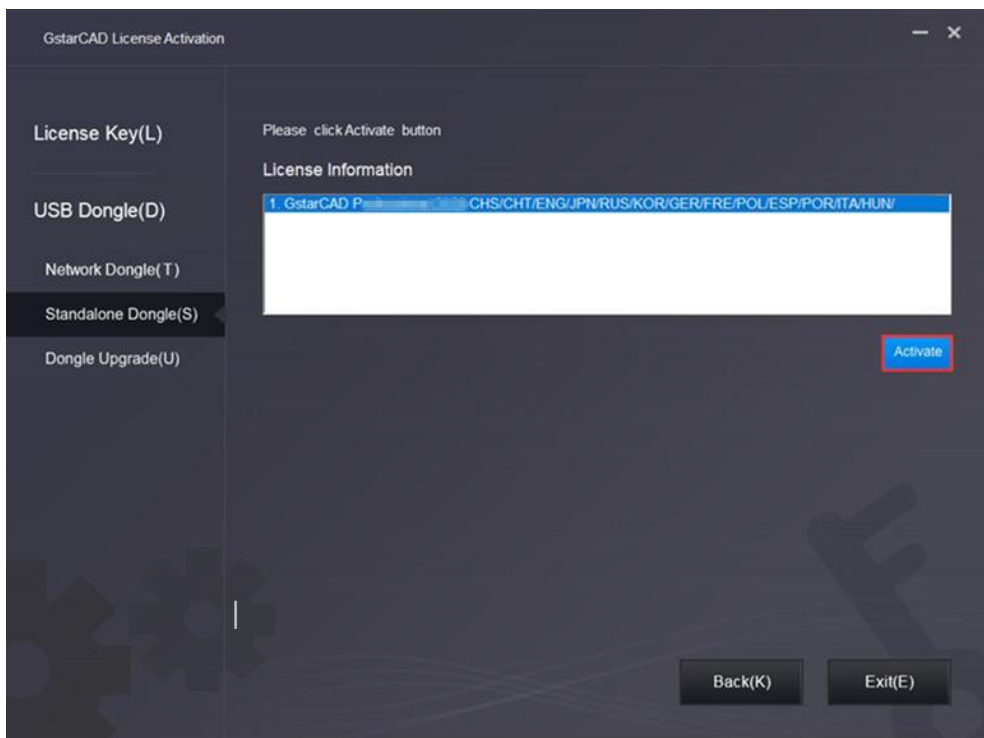 GstarCAD License Activation
License Key(L)
USB Dongle(D)
Network Dongle(T)
Standalone Dongle(S)
Dongle Upgrade(U)
Please click Activate button
License Information
1. GstarCAD CHS/CHT/ENG/JPN/RUS/KOR/GER/FRE/POL/ESP/POR/ITA/HUN/
Activate
Back(K)
Exit(E)